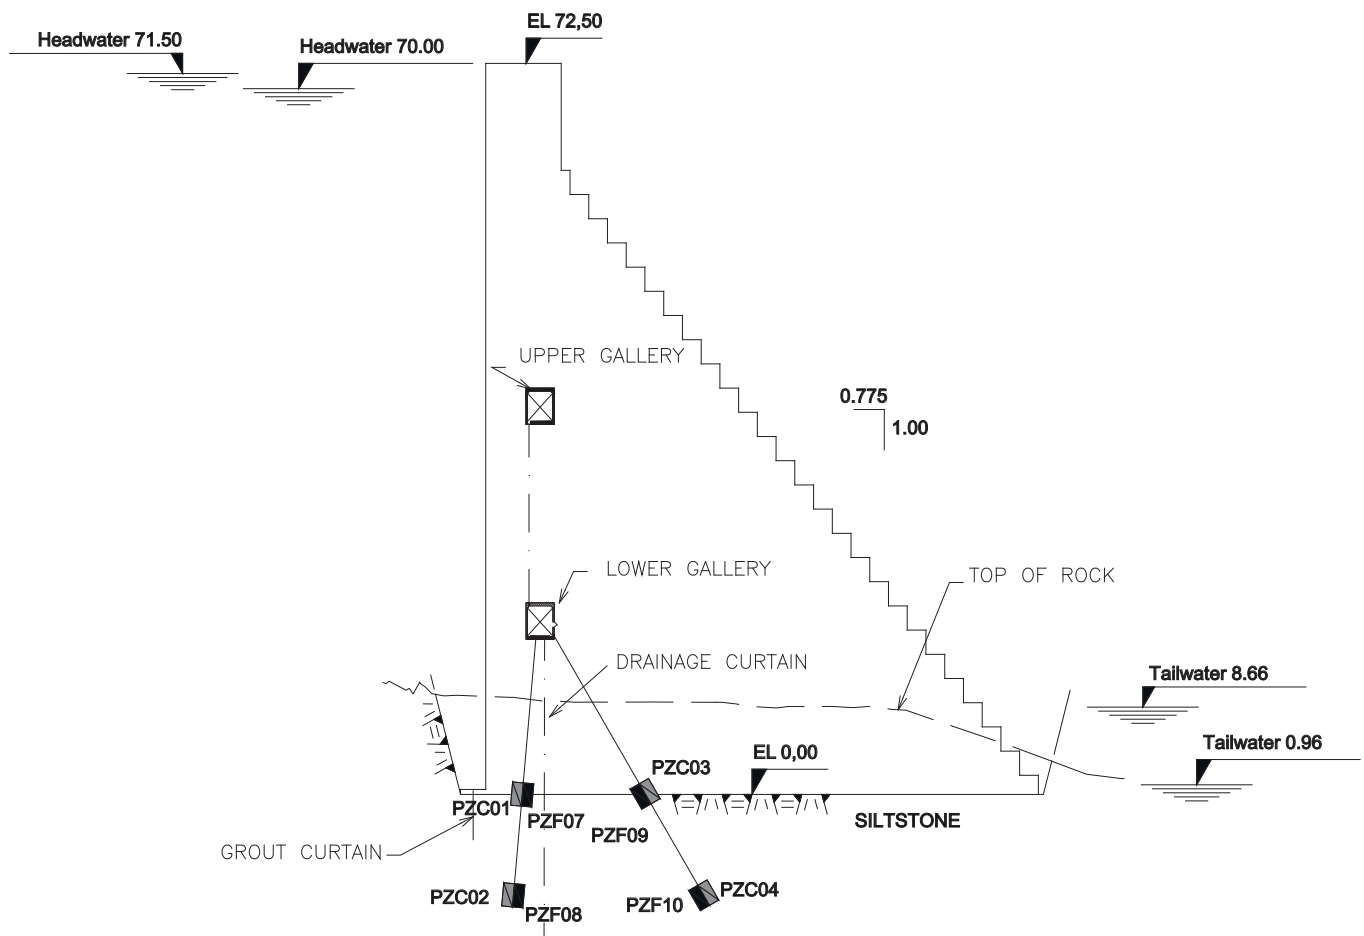 EL 72,50
Headwater 71.50
Headwater 70.00
UPPER GALLERY
0.775
1.00
LOWER GALLERY
TOP OF ROCK
DRAINAGE CURTAIN
Tailwater 8.66
Tailwater 0.96
EL 0,00
PZC03
PZC01
PZF07
PZF09
SILTSTONE
GROUT CURTAIN
PZC02
PZF08
PZF10
PZC04